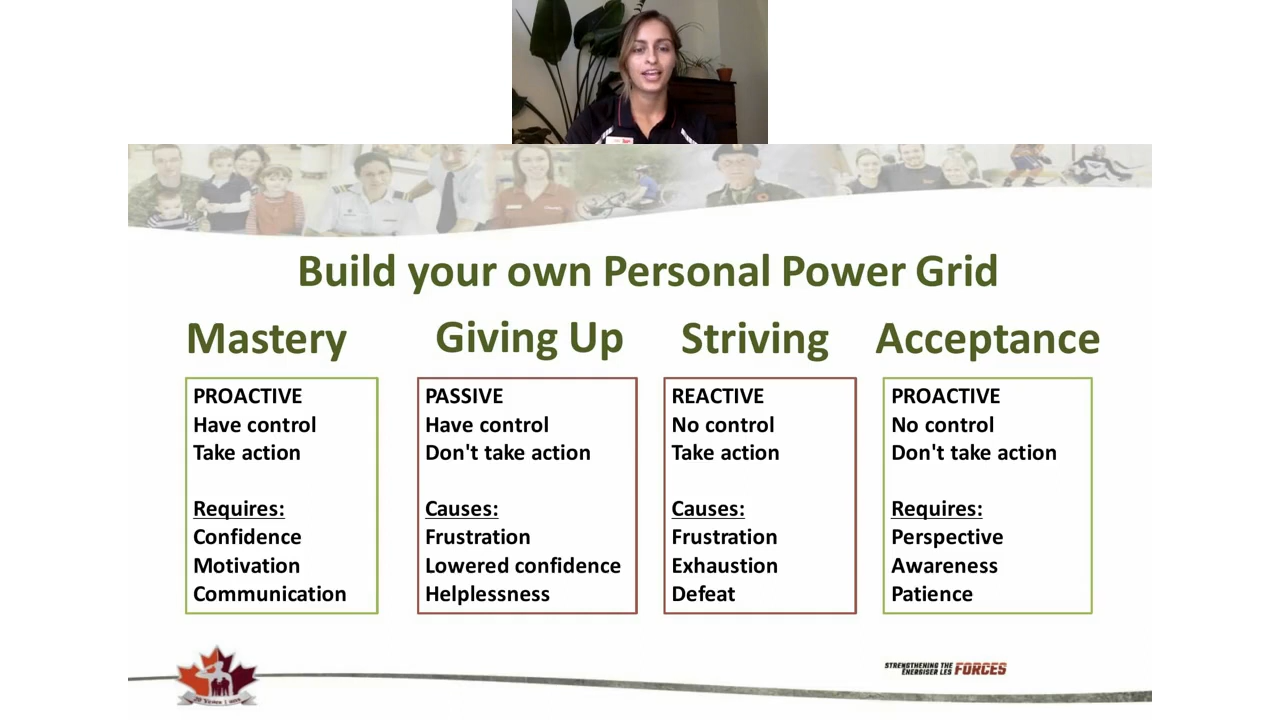 Build your own Personal Power Grid
Mastery
PROACTIVE
Have control
Take action
Requires:
Confidence
Motivation
Communication
Giving Up
PASSIVE
Have control
Don't take action
Causes:
Frustration
Lowered confidence
Helplessness
Striving
REACTIVE
No control
Take action
Causes:
Frustration
Exhaustion
Defeat
Acceptance
PROACTIVE
No control
Don't take action
Requires:
Perspective
Awareness
Patience
STRENGTHENING THE
ENERGISER LES FORCES